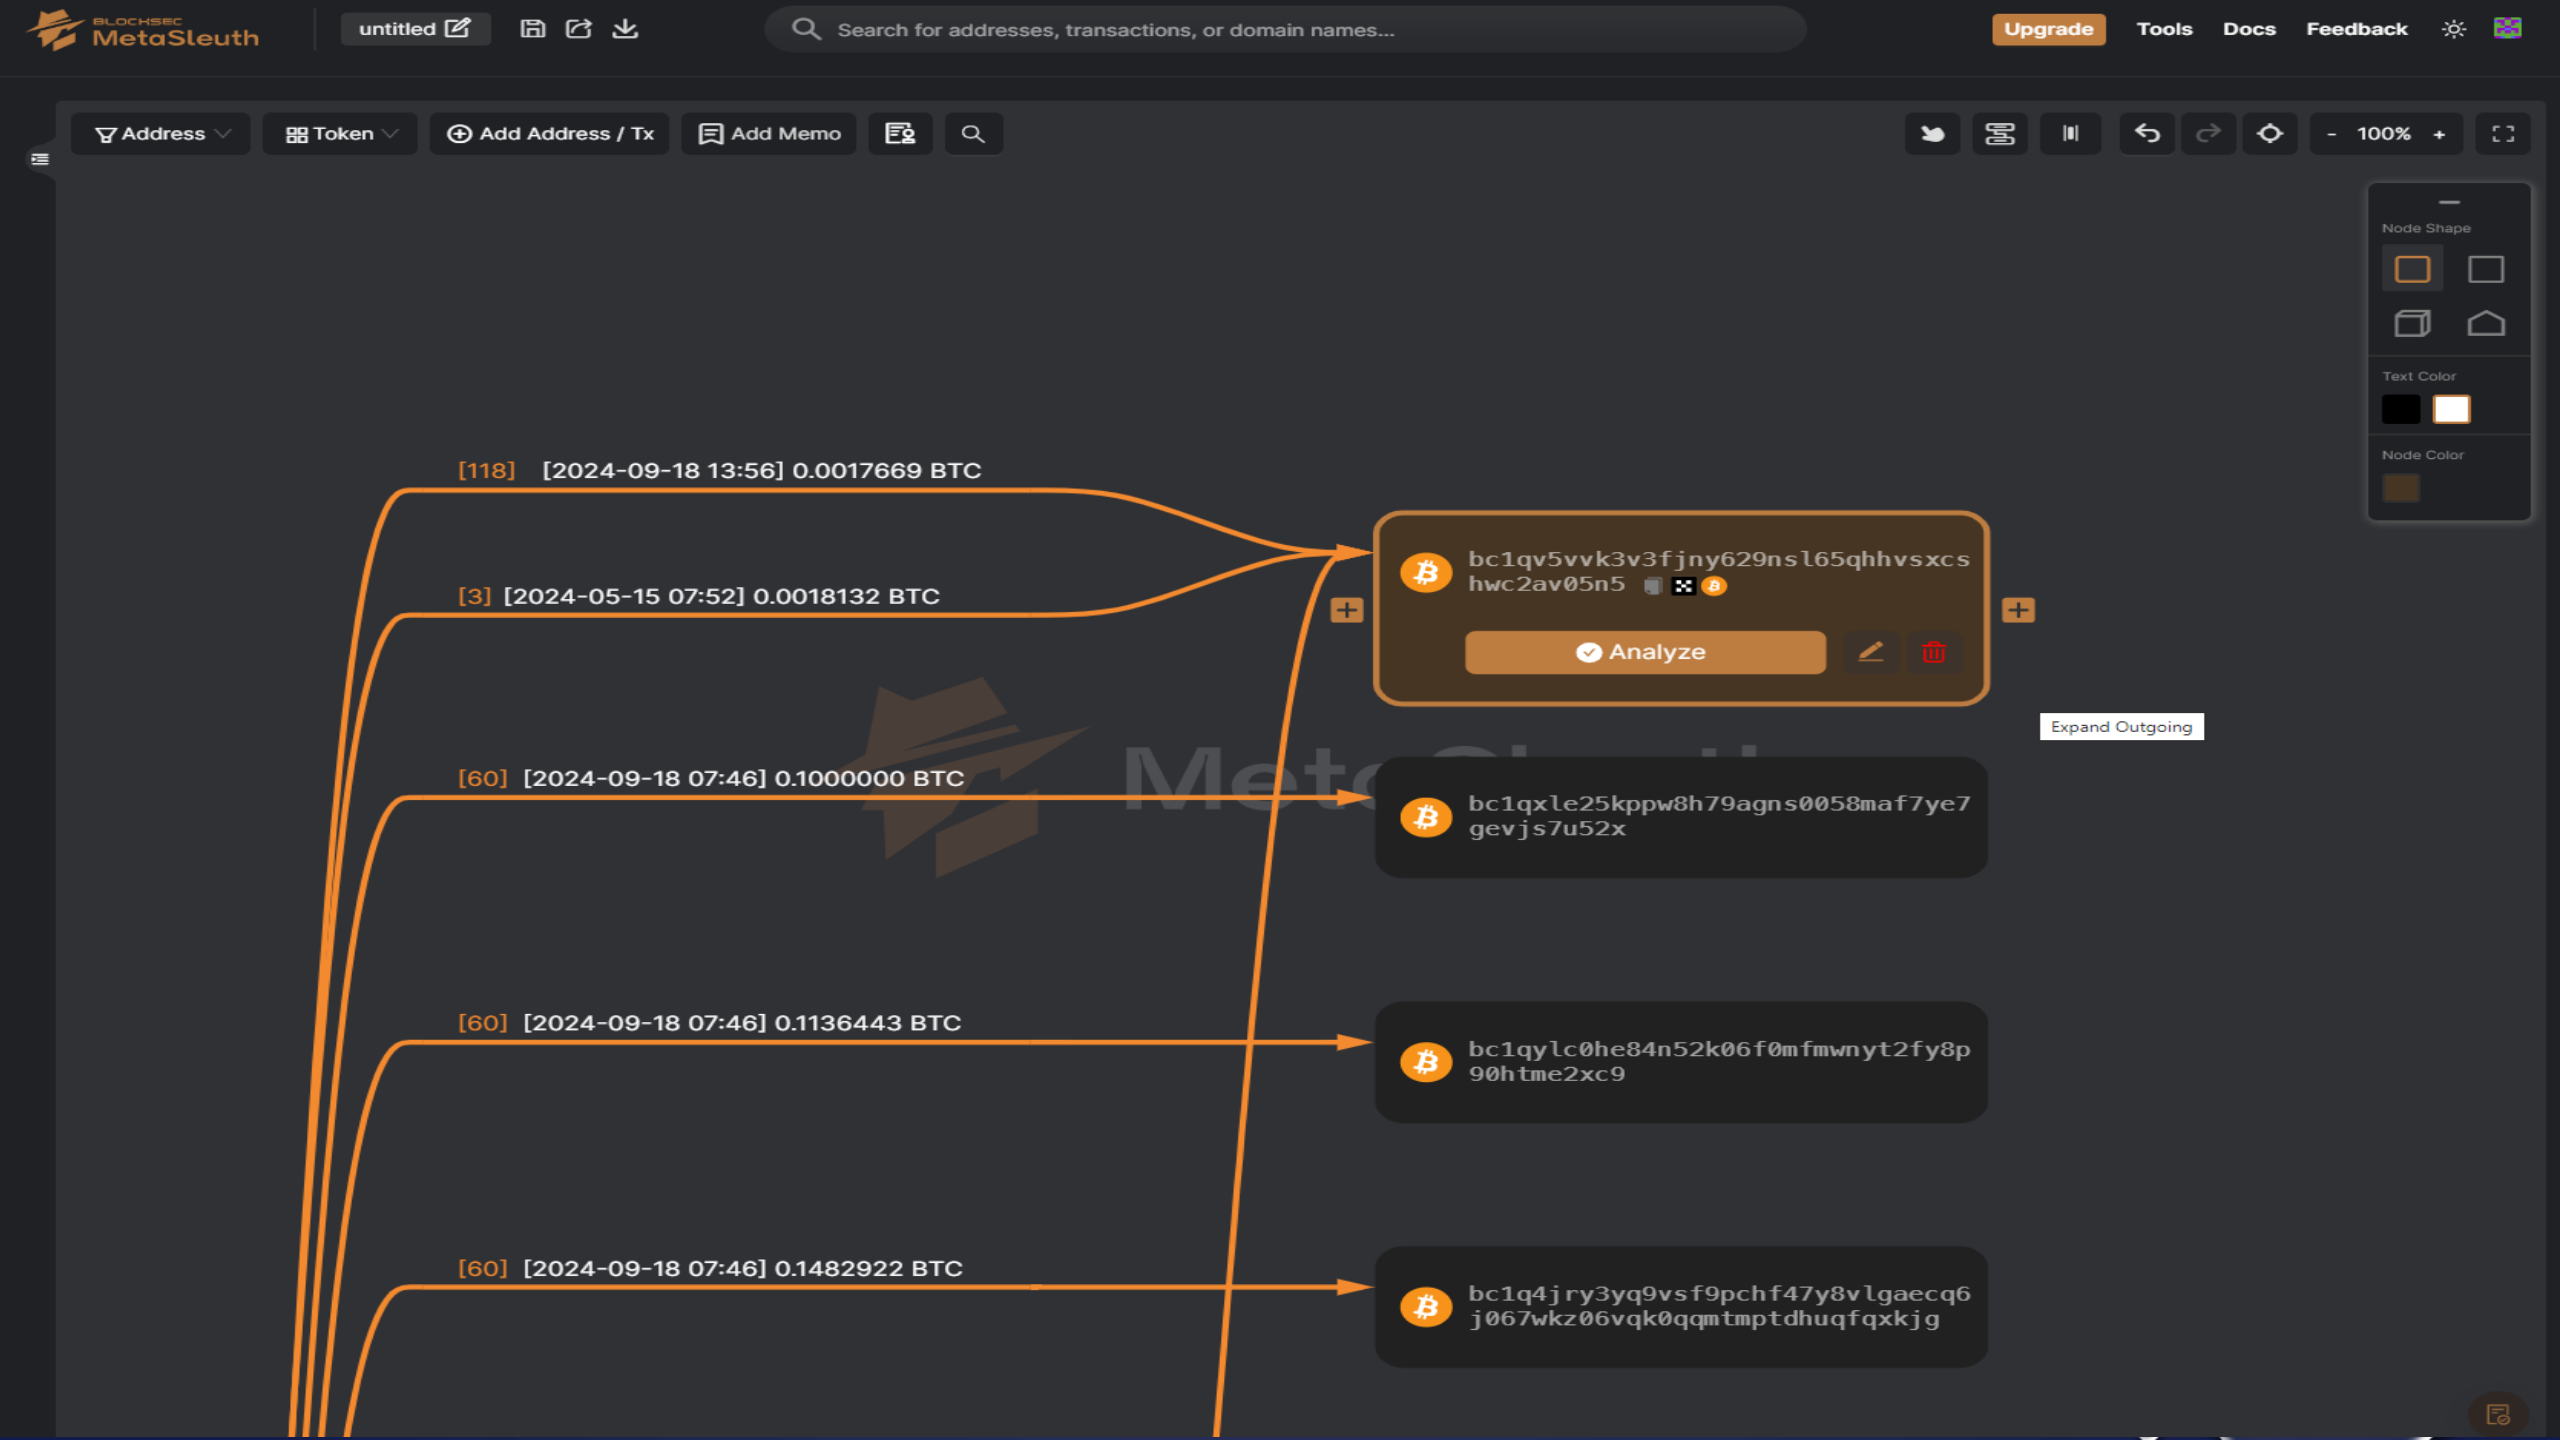 BLOCKSEC
MetaSleuth
untitled
Search for addresses, transactions, or domain names...
Upgrade
Tools
Docs
Feedback
Address
Token
Add Address / Tx
Add Memo
- 100% +
Node Shape
Text Color
Node Color
[118] [2024-09-18 13:56] 0.0017669 BTC
bc1qv5vvk3v3fjny629nsl65qhhvsxcs
hwc2av05n5
[3] [2024-05-15 07:52] 0.0018132 BTC
Analyze
Expand Outgoing
[60] [2024-09-18 07:46] 0.1000000 BTC
bc1qxle25kppw8h79agns0058maf7ye7
gevjs7u52x
[60] [2024-09-18 07:46] 0.1136443 BTC
bc1qylc0he84n52k06f0mfmwnyt2fy8p
90htme2xc9
[60] [2024-09-18 07:46] 0.1482922 BTC
bc1q4jry3yq9vsf9pchf47y8vlgaecq6
j067wkz06vqk0qqmtmptdhuqfqxkjg